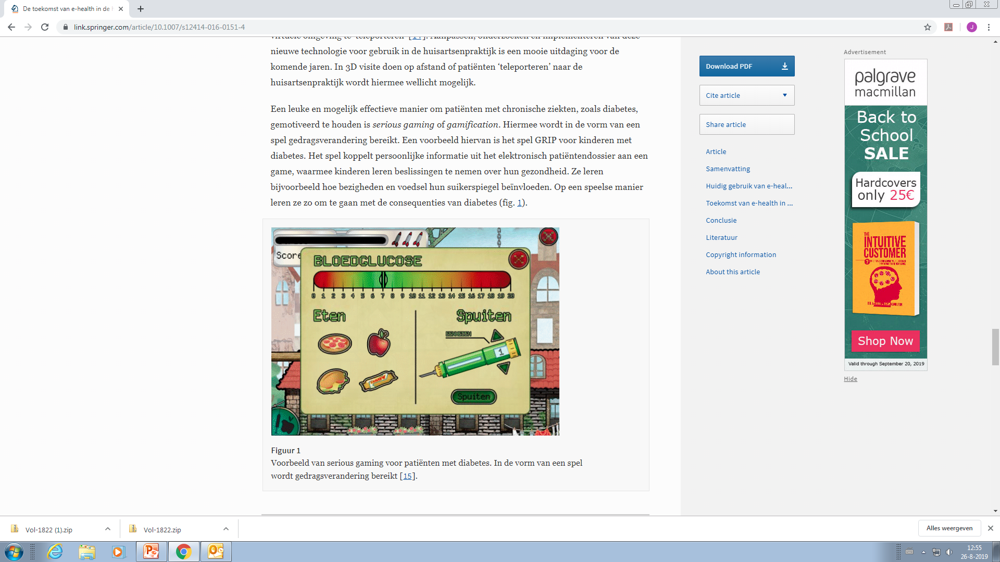 De toekomst van e-health in de h
link.springer.com/article/10.1007/s12414-016-0151-4
J
virtuele omgeving te 'teleporteren' [14]. Aanpassen, onderzoeken en implementeren van deze
nieuwe technologie voor gebruik in de huisartsenpraktijk is een mooie uitdaging voor de
komende jaren. In 3D visite doen op afstand of patiënten ‘teleporteren’ naar de
huisartsenpraktijk wordt hiermee wellicht mogelijk.
Een leuke en mogelijk effectieve manier om patiënten met chronische ziekten, zoals diabetes,
gemotiveerd te houden is serious gaming of gamification. Hiermee wordt in de vorm van een
spel gedragsverandering bereikt. Een voorbeeld hiervan is het spel GRIP voor kinderen met
diabetes. Het spel koppelt persoonlijke informatie uit het elektronisch patiëntendossier aan een
game, waarmee kinderen leren beslissingen te nemen over hun gezondheid. Ze leren
bijvoorbeeld hoe bezigheden en voedsel hun suikerspiegel beïnvloeden. Op een speelse manier
leren ze zo om te gaan met de consequenties van diabetes (fig. 1).
Score
BLOEDGLUCOSE
0 1 2 3 4 5 6 7 8 9 10 11 12 13 14 15 16 17 18 19 20
Eten
Spuiten
EENHEDEN
1
Spuiten
Figuur 1
Voorbeeld van serious gaming voor patiënten met diabetes. In de vorm van een spel
wordt gedragsverandering bereikt [15].
Download PDF
Cite article
Share article
Article
Samenvatting
Huidig gebruik van e-heal...
Toekomst van e-health in ...
Conclusie
Literatuur
Copyright information
About this article
Advertisement
palgrave
macmillan
Back to
School
SALE
Hardcovers
only 25€
THE
INTUITIVE
CUSTOMER
Shop Now
Valid through September 20, 2019
Hide
Vol-1822 (1).zip
Vol-1822.zip
Alles weergeven
12:55
26-8-2019